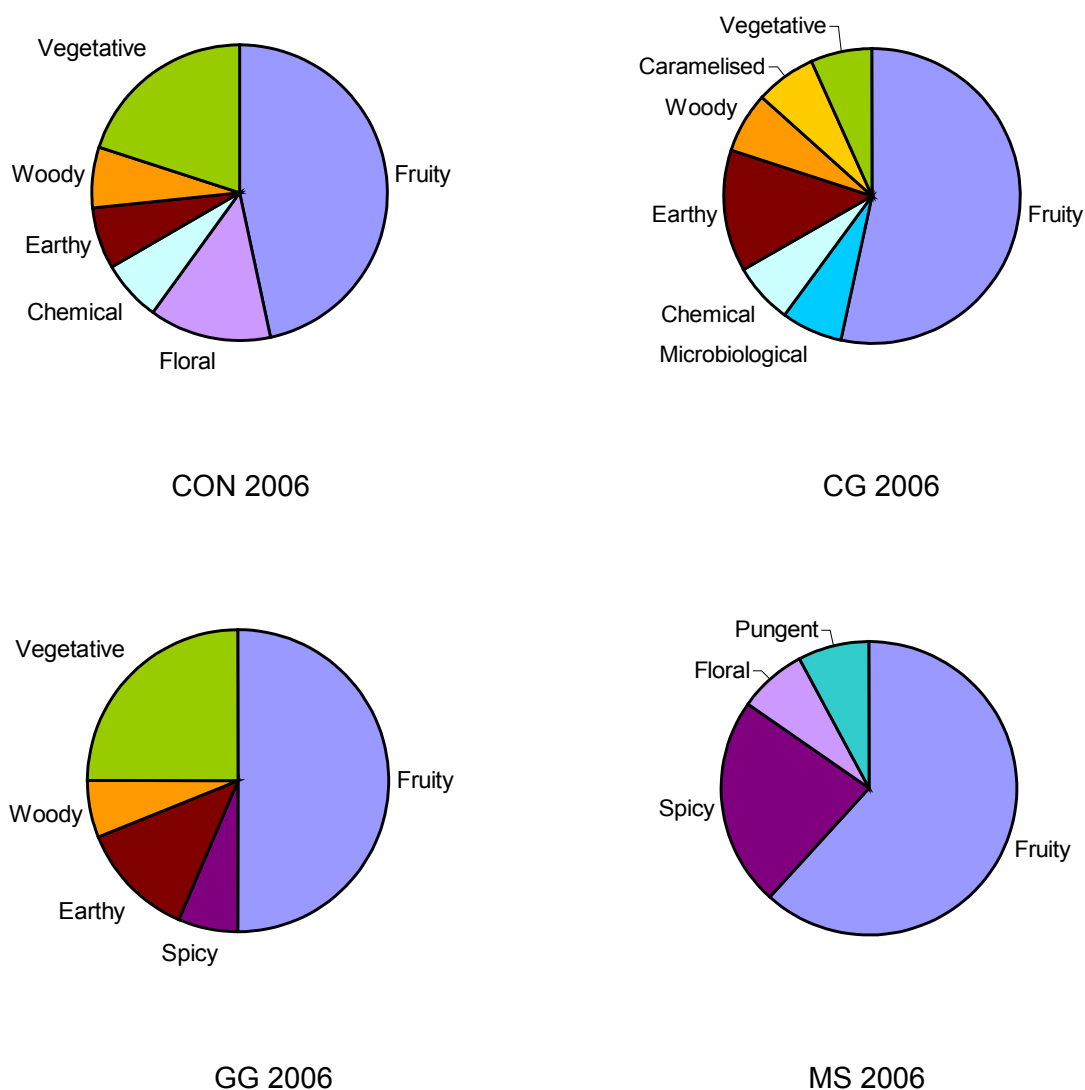 Vegetative
Woody
Earthy
Chemical
Floral
Fruity
CON 2006
Vegetative
Caramelised
Woody
Earthy
Chemical
Microbiological
Fruity
CG 2006
Vegetative
Woody
Earthy
Spicy
Fruity
GG 2006
Pungent
Floral
Spicy
Fruity
MS 2006